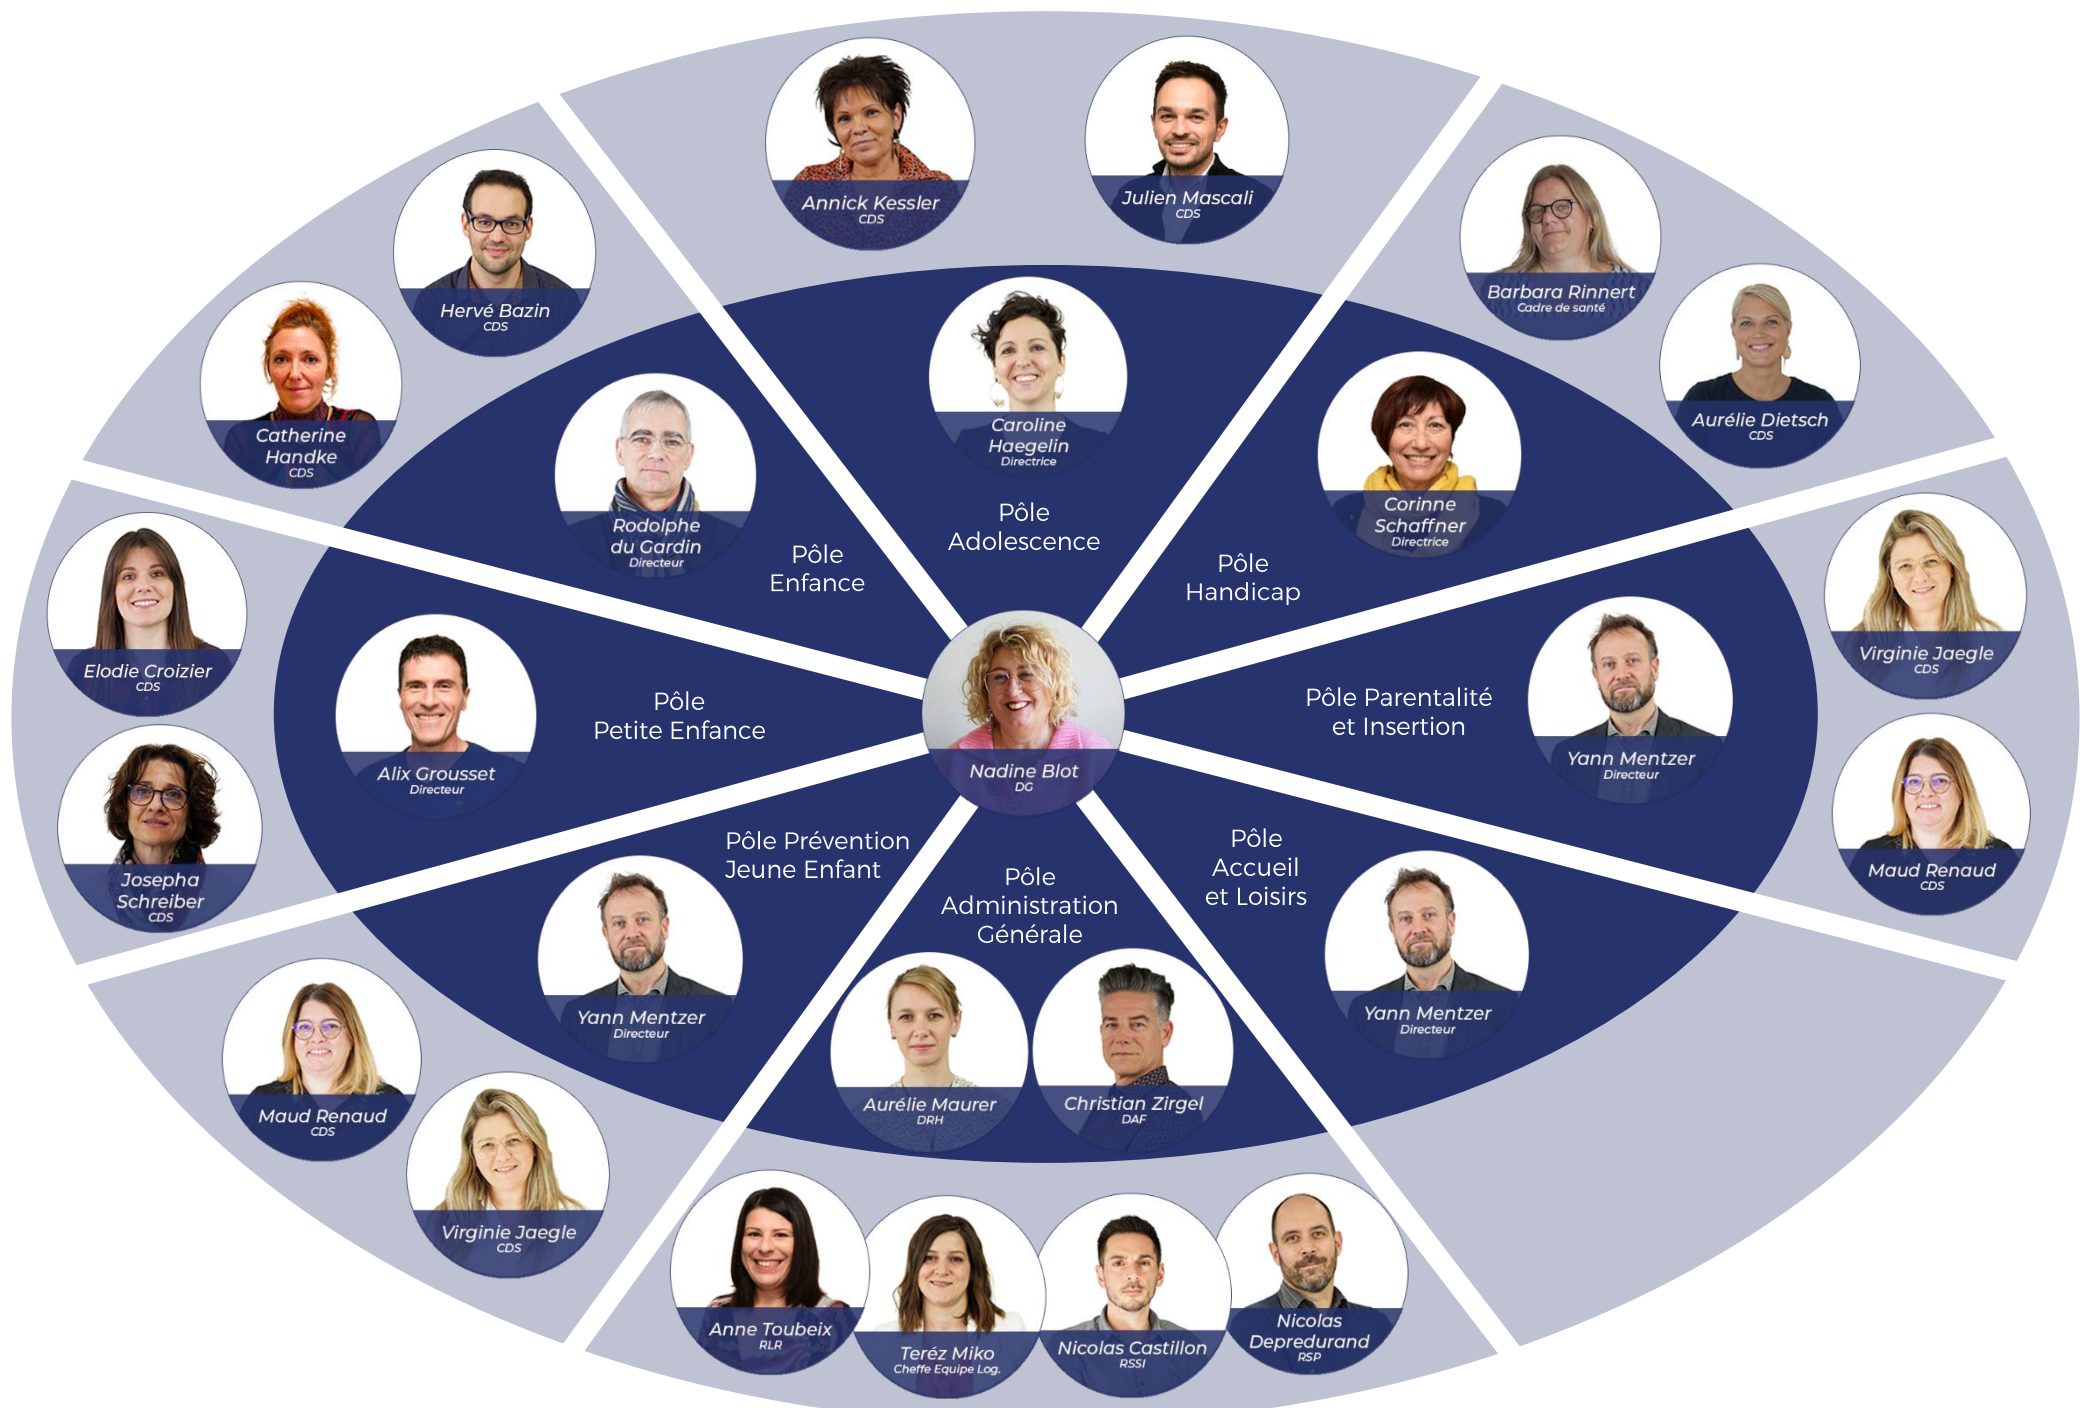 Annick Kessler
CDS
Julien Mascali
CDS
Hervé Bazin
CDS
Catherine
Handke
CDS
Barbara Rinnert
Cadre de santé
Aurélie Dietsch
CDS
Caroline
Haegelin
Directrice
Pôle
Adolescence
Rodolphe
du Gardin
Directeur
Pôle
Enfance
Corinne
Schaffner
Directrice
Pôle
Handicap
Elodie Croizier
CDS
Josepha
Schreiber
CDS
Alix Grousset
Directeur
Pôle
Petite Enfance
Nadine Blot
DG
Pôle Parentalité
et Insertion
Yann Mentzer
Directeur
Virginie Jaegle
CDS
Maud Renaud
CDS
Pôle Prévention
Jeune Enfant
Yann Mentzer
Directeur
Maud Renaud
CDS
Virginie Jaegle
CDS
Pôle
Administration
Générale
Aurélie Maurer
DRH
Christian Zirgel
DAF
Pôle
Accueil
et Loisirs
Yann Mentzer
Directeur
Anne Toubeix
RLR
Teréz Miko
Cheffe Equipe Log.
Nicolas Castillon
RSSI
Nicolas
Depredurand
RSP